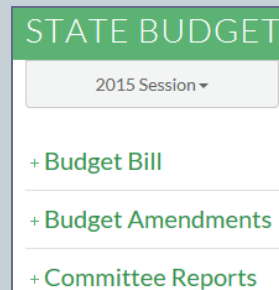 STATE BUDGET
2015 Session
+ Budget Bill
+ Budget Amendments
+ Committee Reports